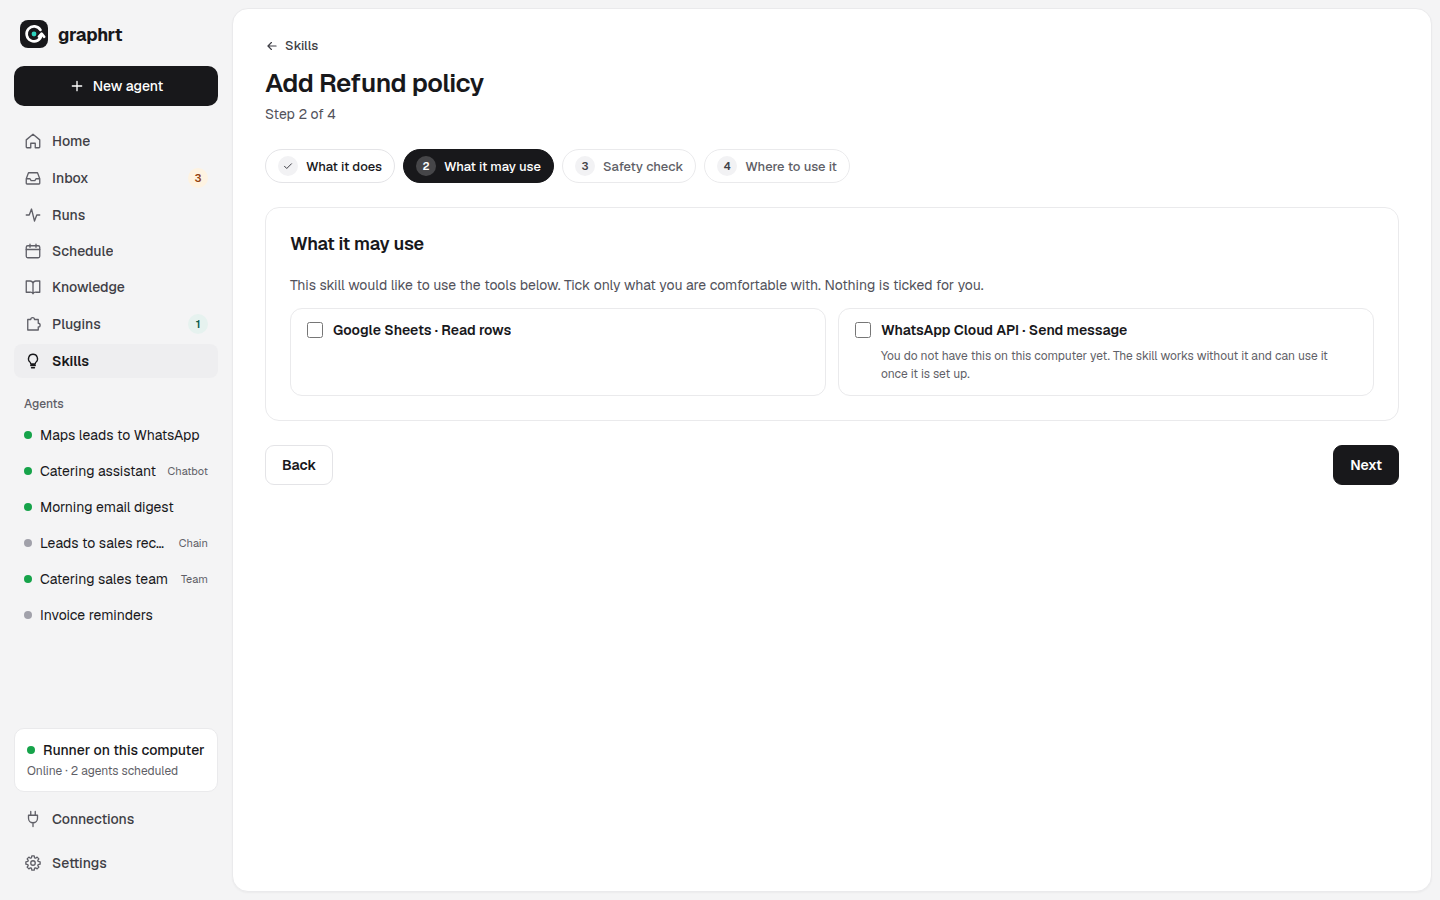 graphrt
New agent
Home
Inbox 3
Runs
Schedule
Knowledge
Plugins 1
Skills
Agents
Maps leads to WhatsApp
Catering assistant Chatbot
Morning email digest
Leads to sales rec… Chain
Catering sales team Team
Invoice reminders
Runner on this computer
Online · 2 agents scheduled
Connections
Settings
Skills
Add Refund policy
Step 2 of 4
What it does 2 What it may use 3 Safety check 4 Where to use it
What it may use
This skill would like to use the tools below. Tick only what you are comfortable with. Nothing is ticked for you.
Google Sheets · Read rows
WhatsApp Cloud API · Send message
You do not have this on this computer yet. The skill works without it and can use it
once it is set up.
Back
Next